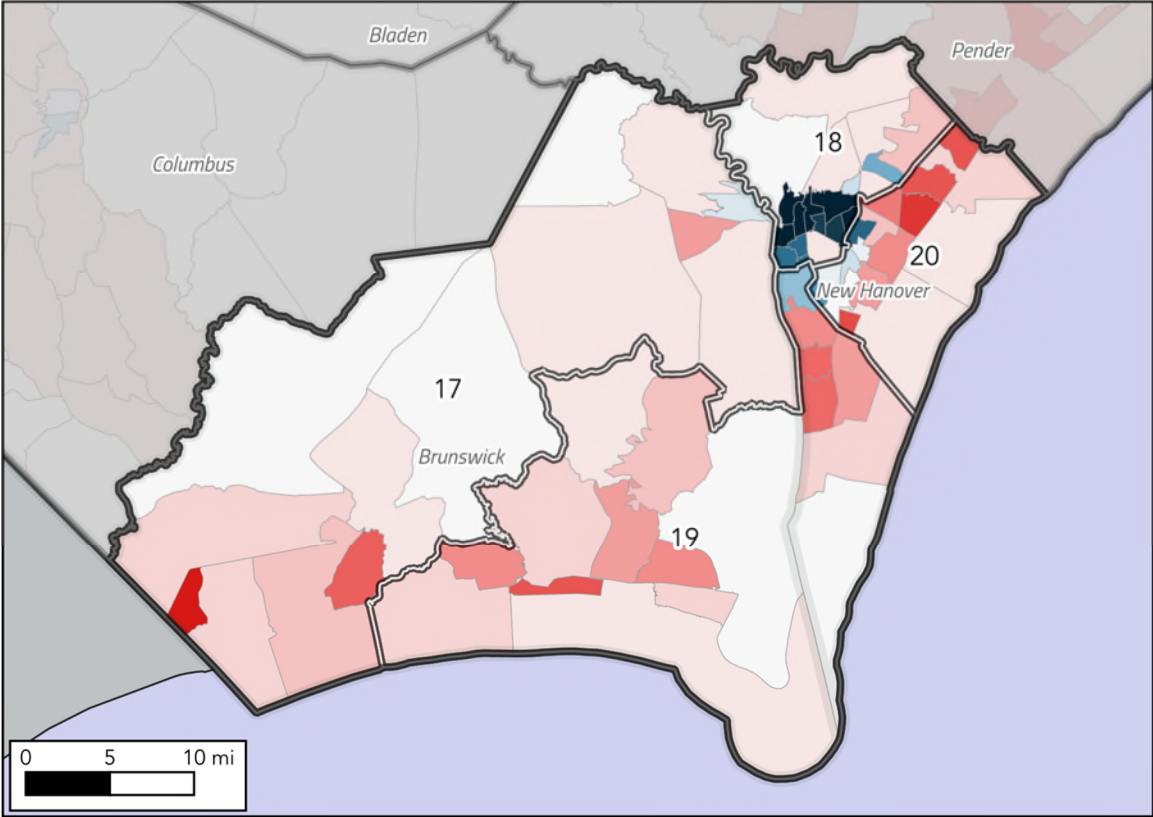 Bladen
Pender
Columbus
18
20
New Hanover
17
Brunswick
19
0 5 10 mi